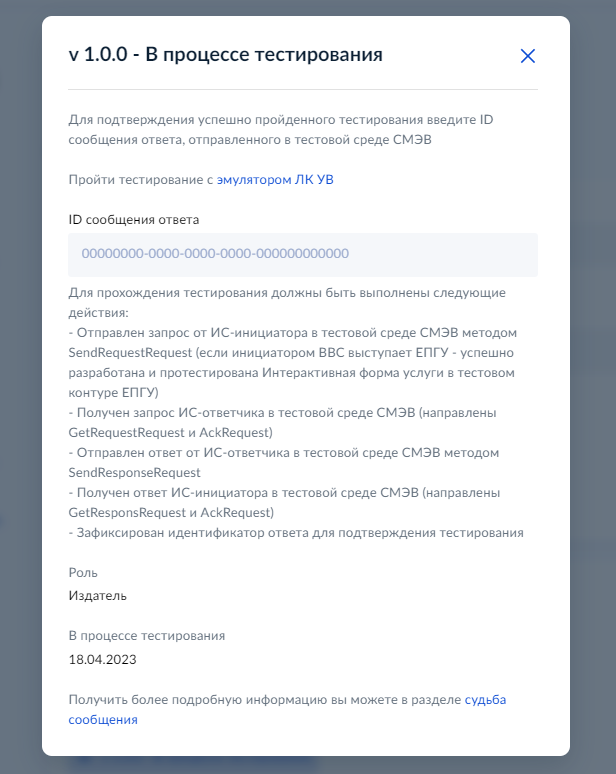 v 1.0.0 - В процессе тестирования
Для подтверждения успешно пройденного тестирования введите ID
сообщения ответа, отправленного в тестовой среде СМЭВ
Пройти тестирование с эмулятором ЛК УВ
ID сообщения ответа
00000000-0000-0000-0000-000000000000
Для прохождения тестирования должны быть выполнены следующие
действия:
- Отправлен запрос от ИС-инициатора в тестовой среде СМЭВ методом
SendRequestRequest (если инициатором ВВС выступает ЕПГУ - успешно
разработана и протестирована Интерактивная форма услуги в тестовом
контуре ЕПГУ)
- Получен запрос ИС-ответчика в тестовой среде СМЭВ (направлены
GetRequestRequest и AckRequest)
- Отправлен ответ от ИС-ответчика в тестовой среде СМЭВ методом
SendResponseRequest
- Получен ответ ИС-инициатора в тестовой среде СМЭВ (направлены
GetResponsRequest и AckRequest)
- Зафиксирован идентификатор ответа для подтверждения тестирования
Роль
Издатель
В процессе тестирования
18.04.2023
Получить более подробную информацию вы можете в разделе судьба
сообщения